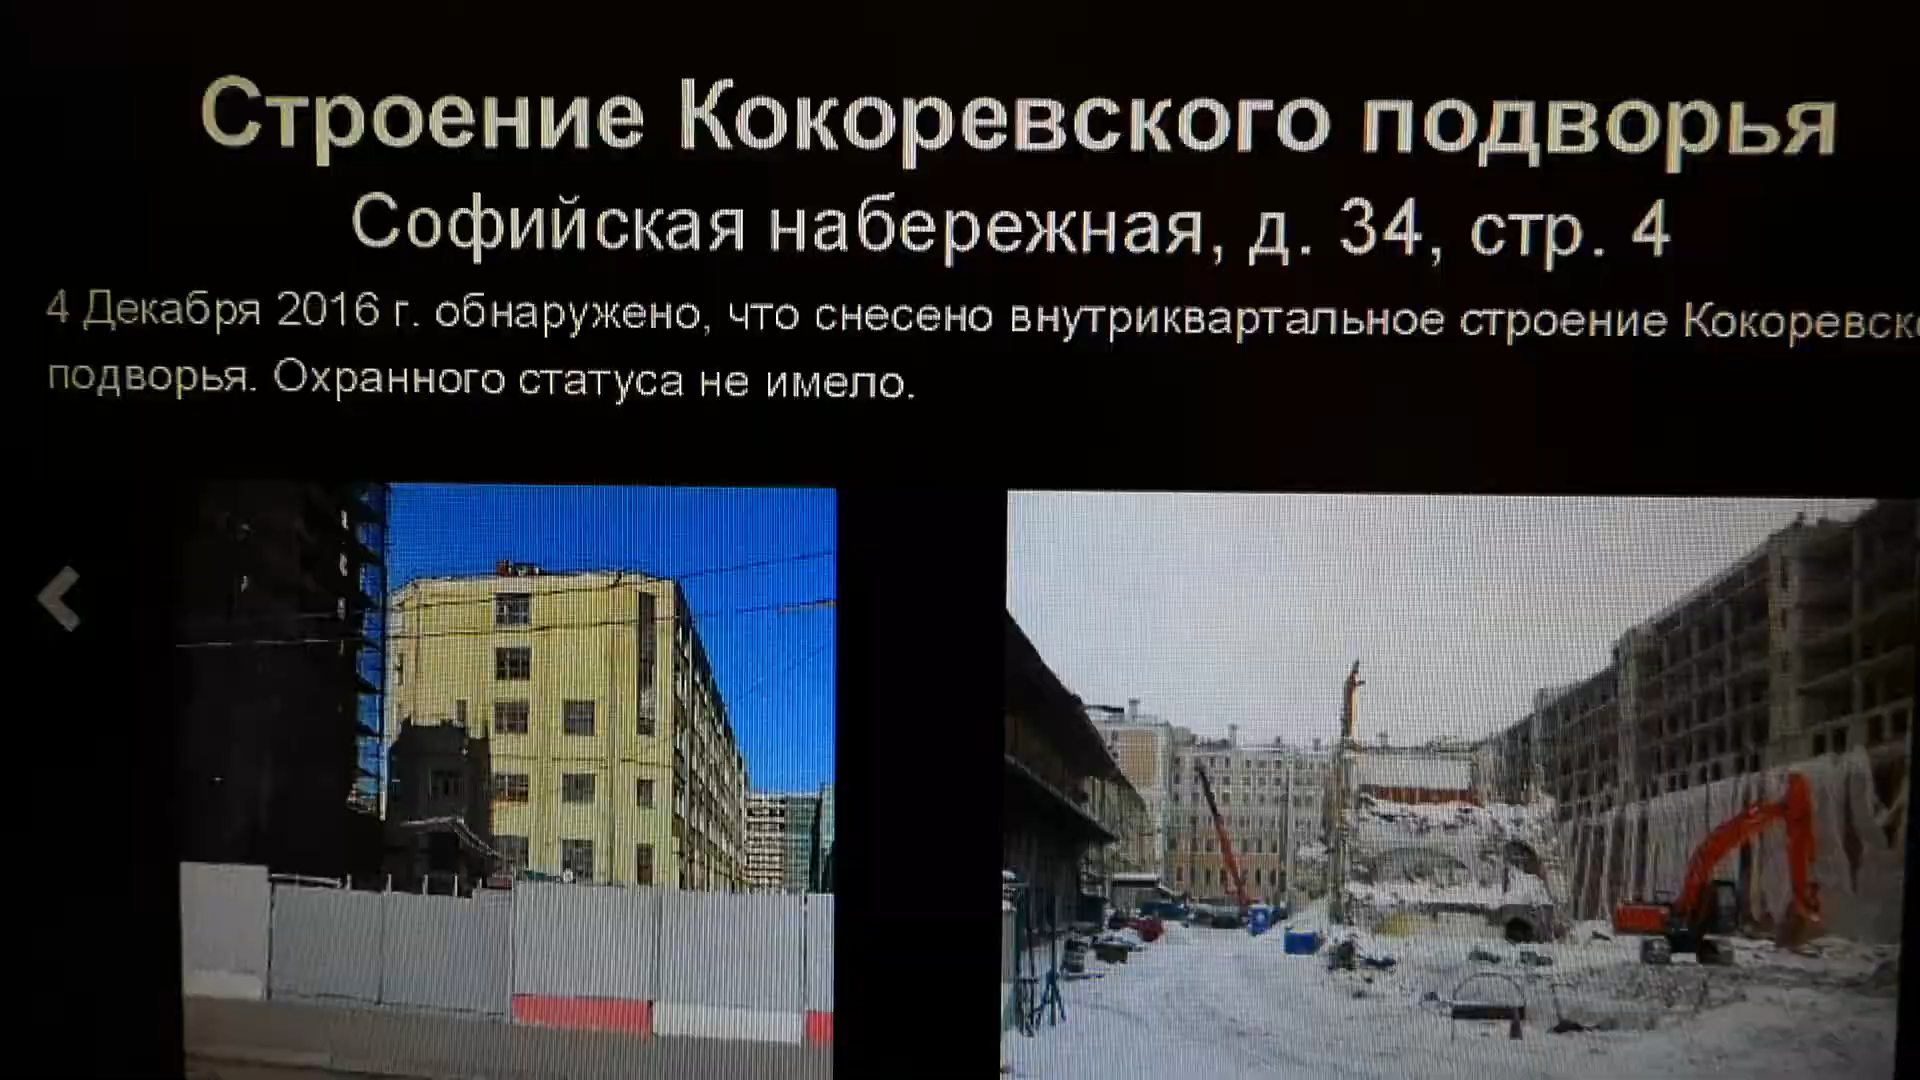 Строение Кокоревского подворья
Софийская набережная, д. 34, стр. 4
4 Декабря 2016 г. обнаружено, что снесено внутриквартальное строение Кокоревско
подворья. Охранного статуса не имело.